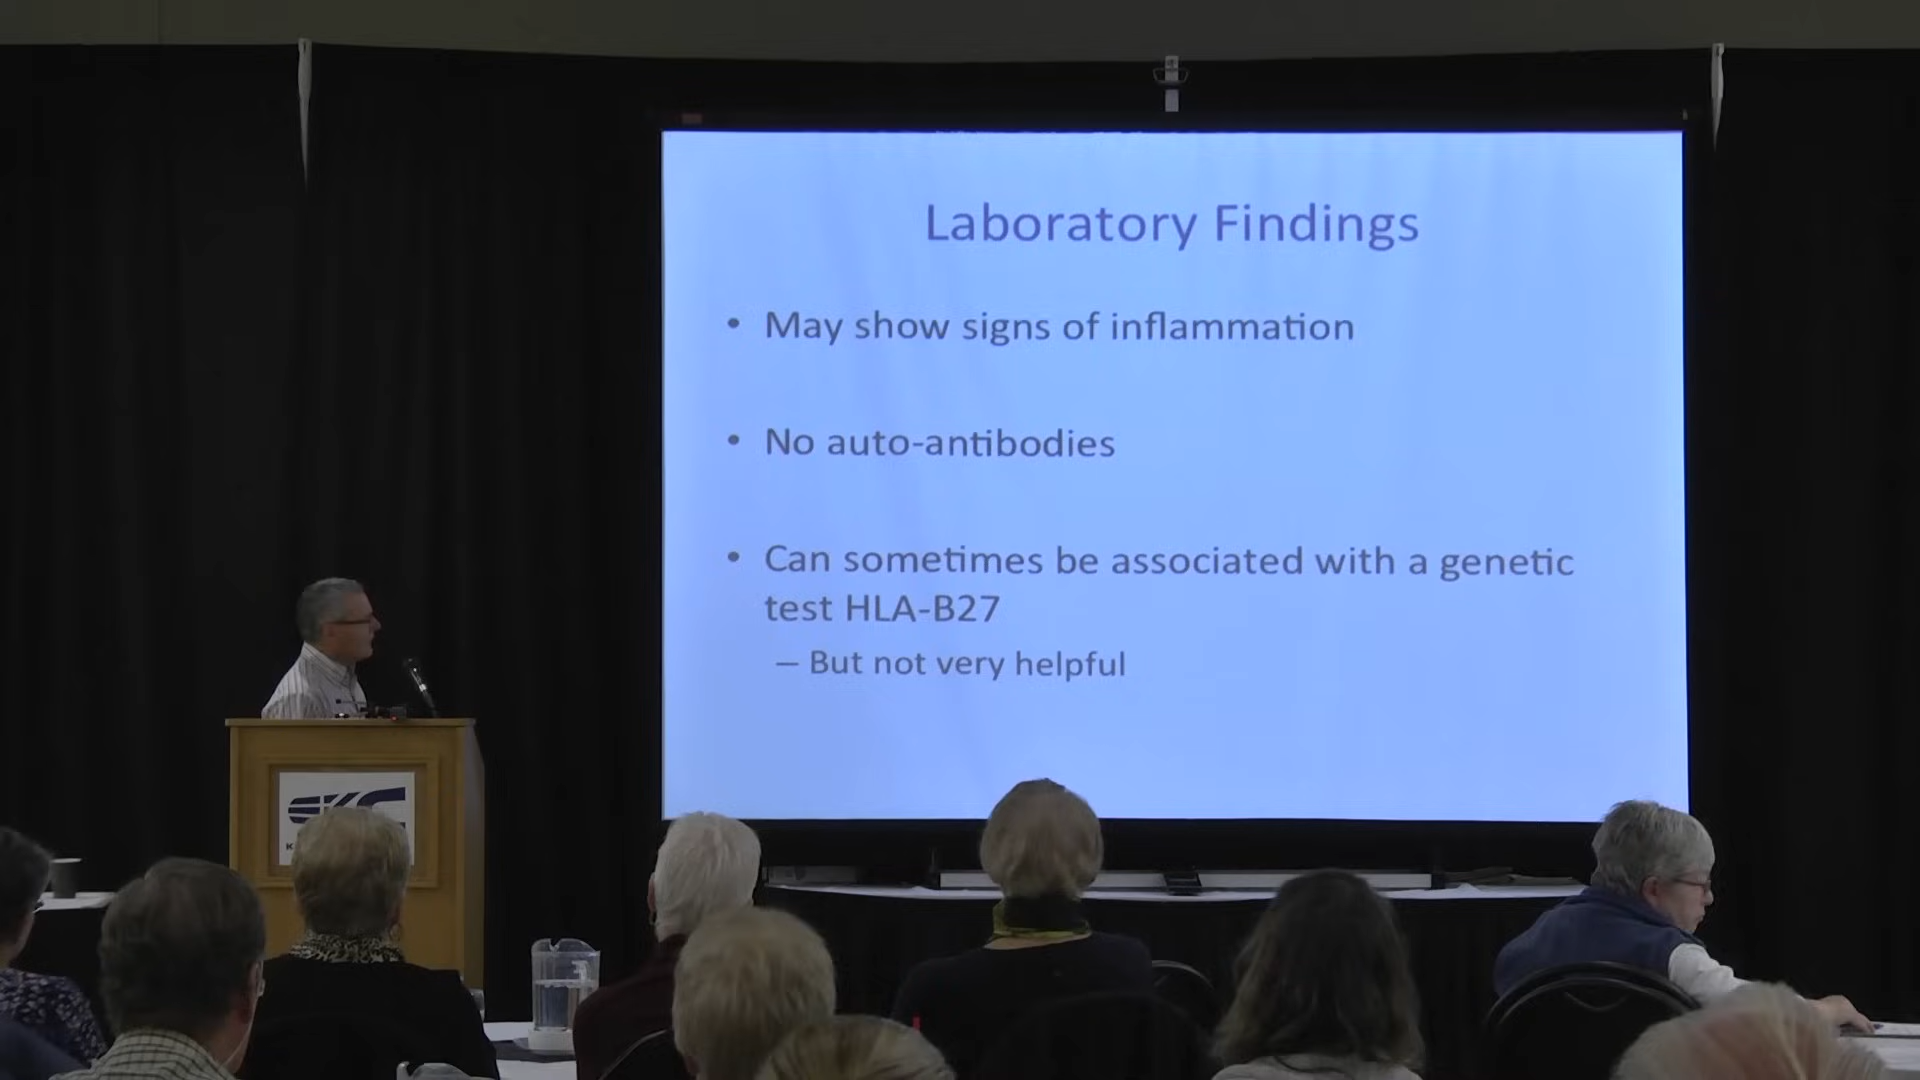 Laboratory Findings
• May show signs of inflammation
• No auto-antibodies
• Can sometimes be associated with a genetic
test HLA-B27
– But not very helpful